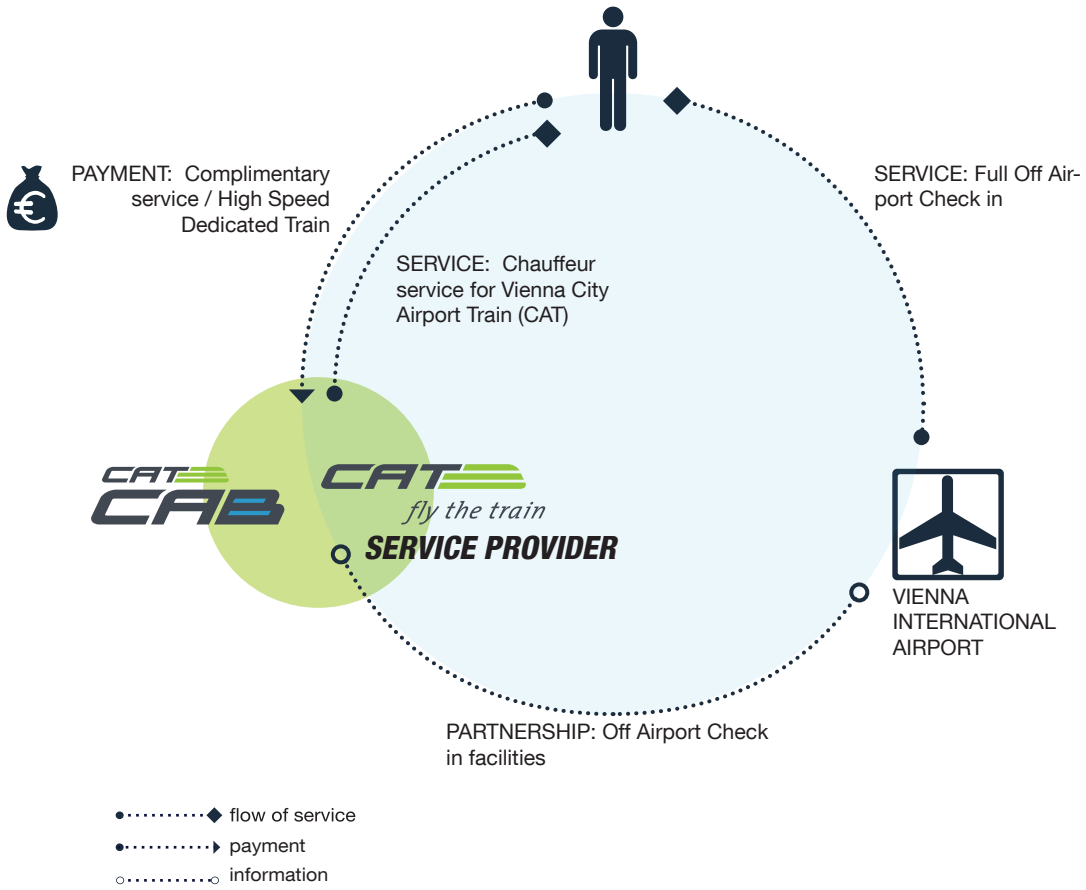 PAYMENT: Complimentary
service / High Speed
Dedicated Train
€
SERVICE: Full Off Air-
port Check in
SERVICE: Chauffeur
service for Vienna City
Airport Train (CAT)
CAT
CAB
CAT
fly the train
SERVICE PROVIDER
VIENNA
INTERNATIONAL
AIRPORT
PARTNERSHIP: Off Airport Check
in facilities
flow of service
payment
information